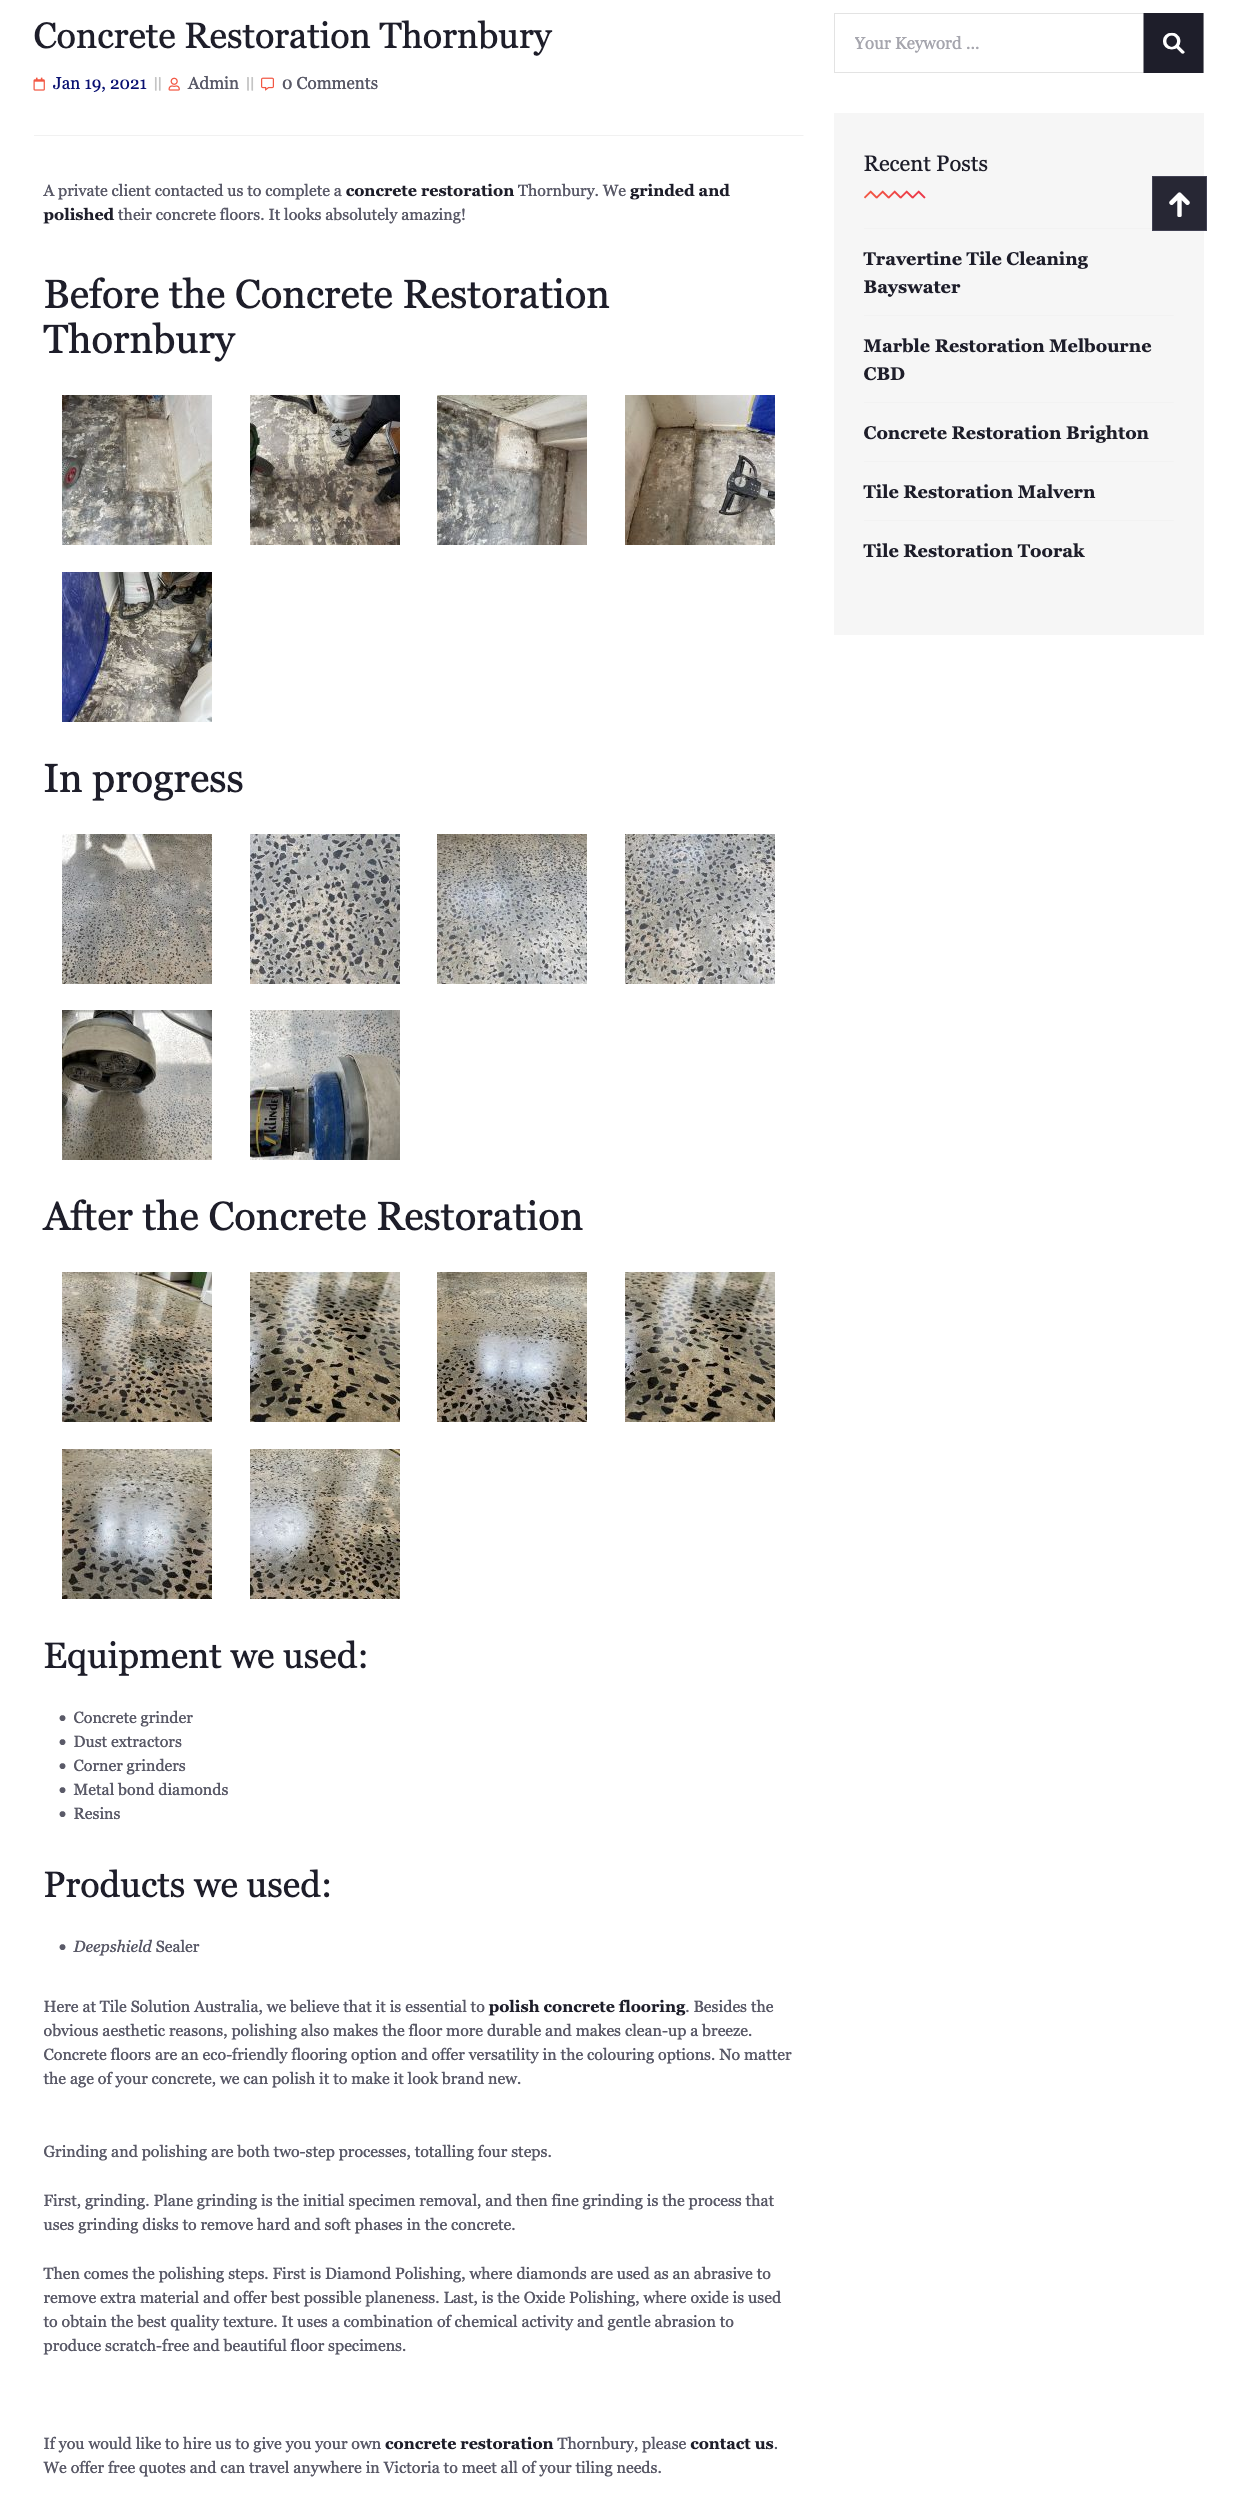 Concrete Restoration Thornbury
Jan 19, 2021 || Admin || 0 Comments
A private client contacted us to complete a concrete restoration Thornbury. We grinded and
polished their concrete floors. It looks absolutely amazing!
Before the Concrete Restoration
Thornbury
In progress
klindex
After the Concrete Restoration
Equipment we used:
• Concrete grinder
• Dust extractors
• Corner grinders
• Metal bond diamonds
• Resins
Products we used:
• Deepshield Sealer
Here at Tile Solution Australia, we believe that it is essential to polish concrete flooring. Besides the
obvious aesthetic reasons, polishing also makes the floor more durable and makes clean-up a breeze.
Concrete floors are an eco-friendly flooring option and offer versatility in the colouring options. No matter
the age of your concrete, we can polish it to make it look brand new.
Grinding and polishing are both two-step processes, totalling four steps.
First, grinding. Plane grinding is the initial specimen removal, and then fine grinding is the process that
uses grinding disks to remove hard and soft phases in the concrete.
Then comes the polishing steps. First is Diamond Polishing, where diamonds are used as an abrasive to
remove extra material and offer best possible planeness. Last, is the Oxide Polishing, where oxide is used
to obtain the best quality texture. It uses a combination of chemical activity and gentle abrasion to
produce scratch-free and beautiful floor specimens.
If you would like to hire us to give you your own concrete restoration Thornbury, please contact us.
We offer free quotes and can travel anywhere in Victoria to meet all of your tiling needs.
Your Keyword ...
Recent Posts
Travertine Tile Cleaning
Bayswater
Marble Restoration Melbourne
CBD
Concrete Restoration Brighton
Tile Restoration Malvern
Tile Restoration Toorak